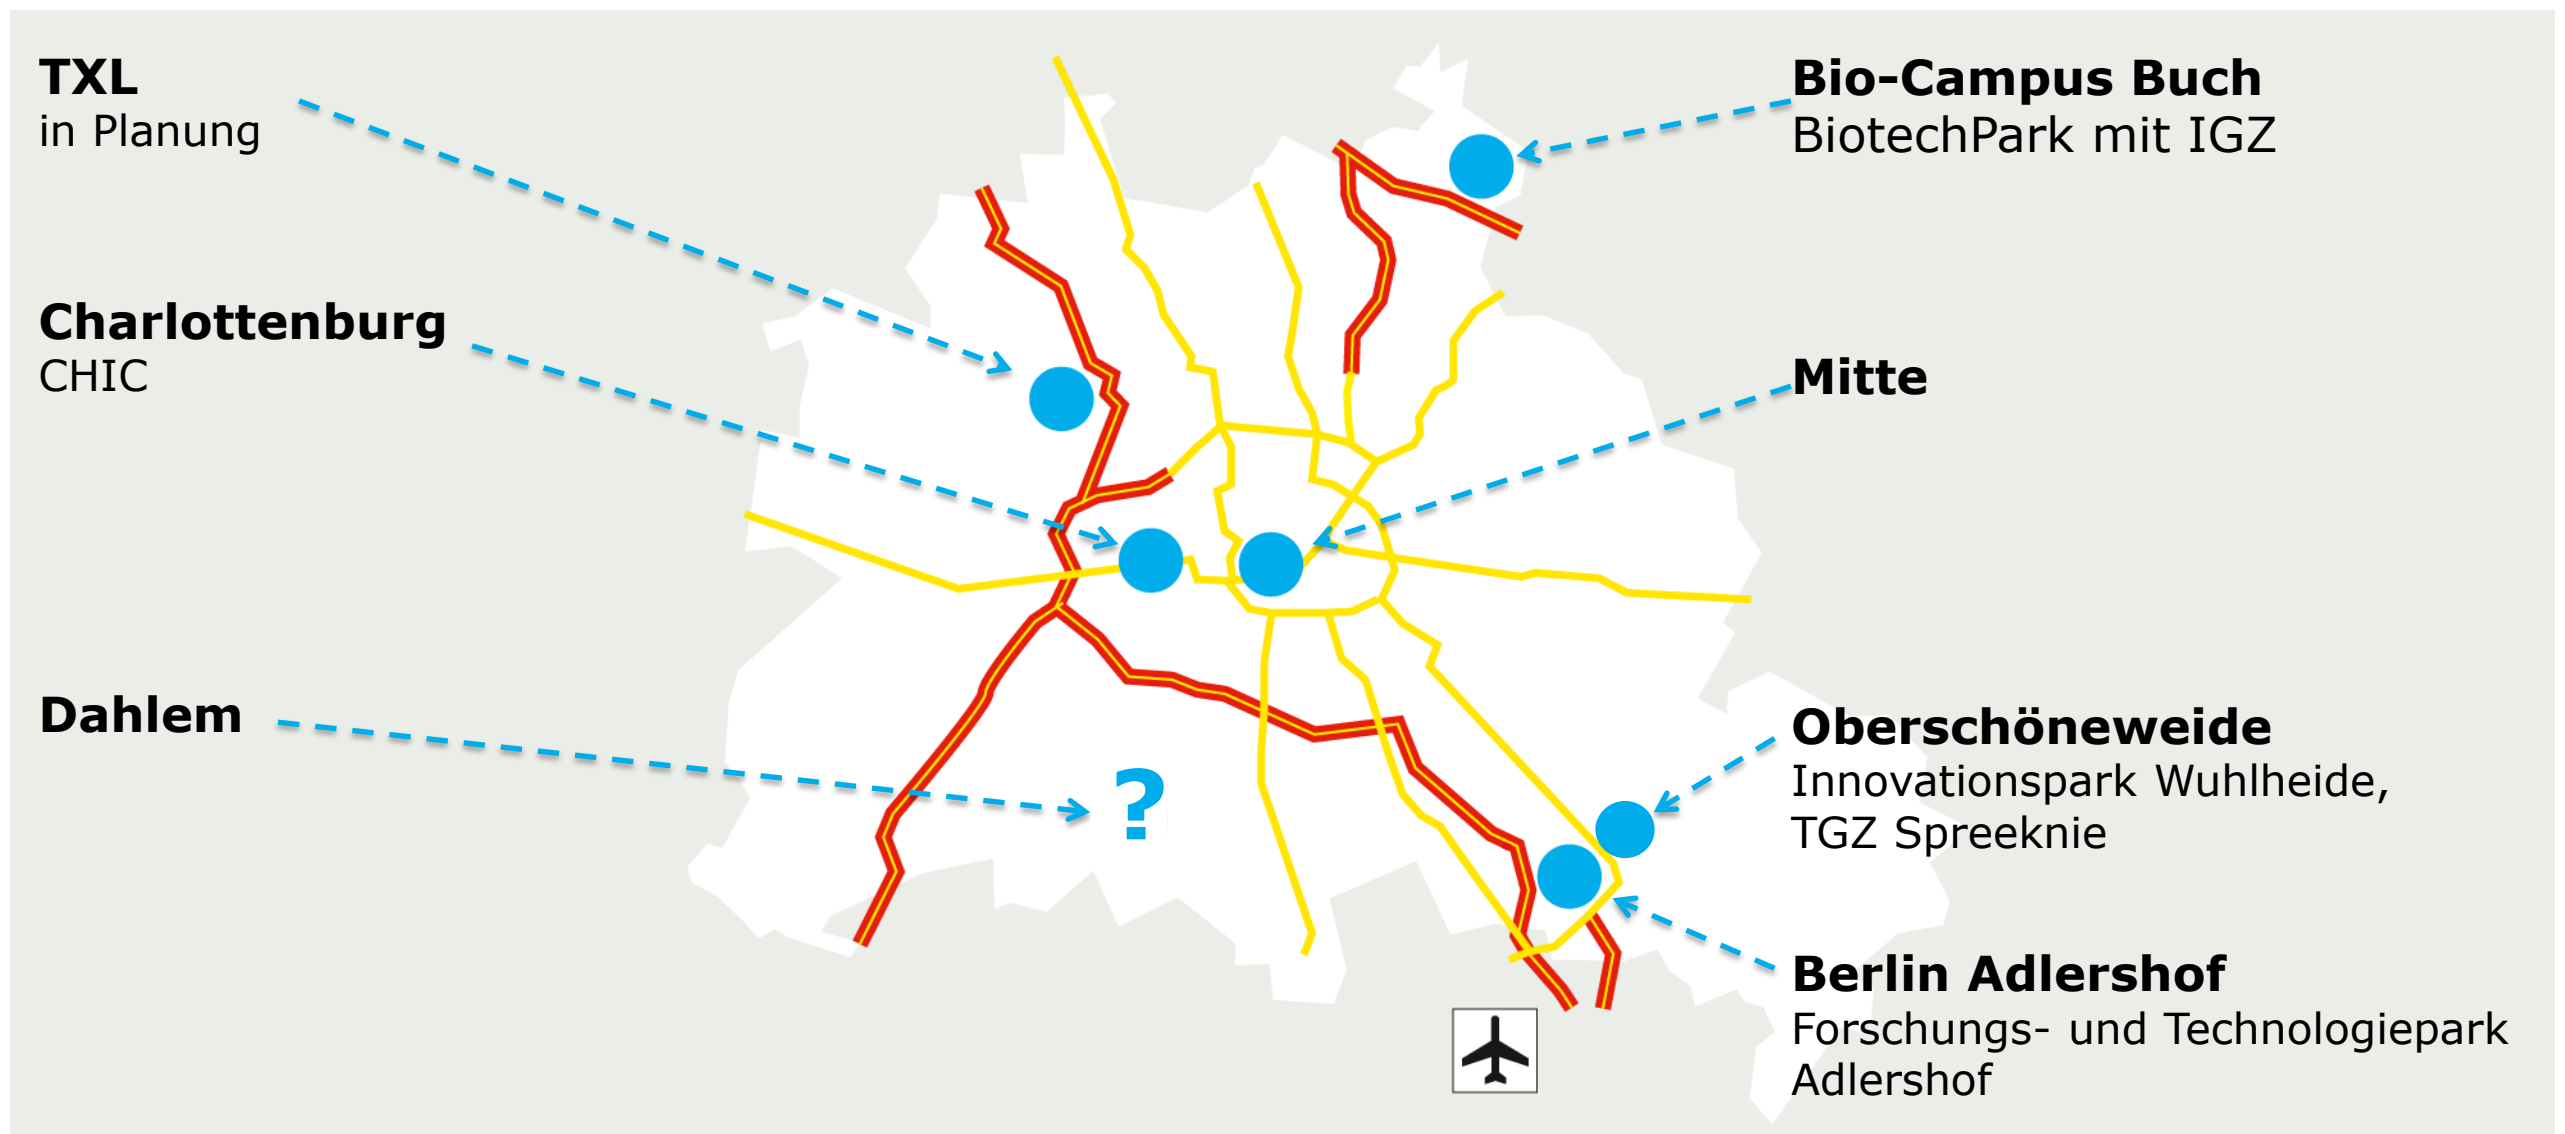 TXL
in Planung
Charlottenburg
CHIC
Dahlem
?
Bio-Campus Buch
BiotechPark mit IGZ
Mitte
Oberschöneweide
Innovationspark Wuhlheide,
TGZ Spreeknie
Berlin Adlershof
Forschungs- und Technologiepark
Adlershof